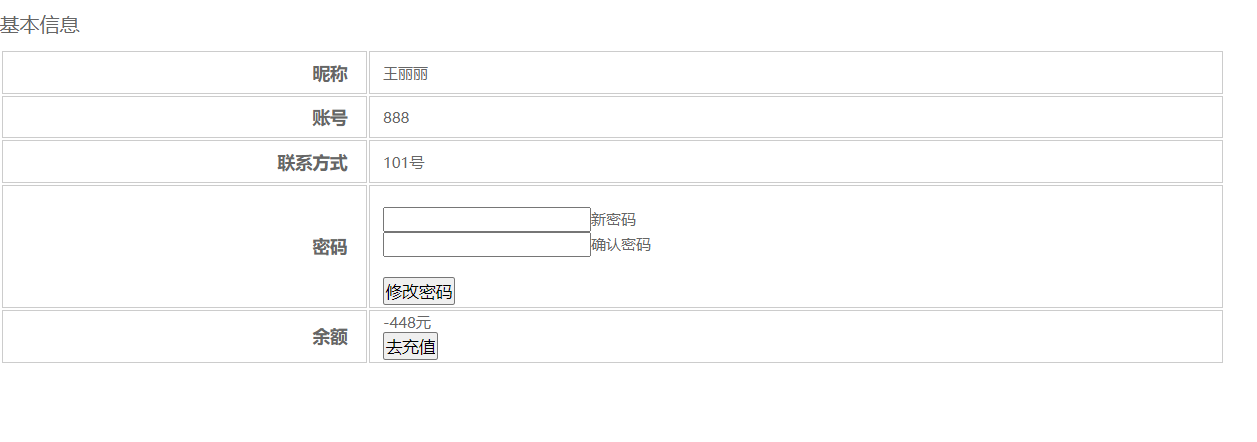 基本信息
昵称 王丽丽
账号 888
联系方式 101号
新密码
密码 确认密码
修改密码
余额 -448元
去充值